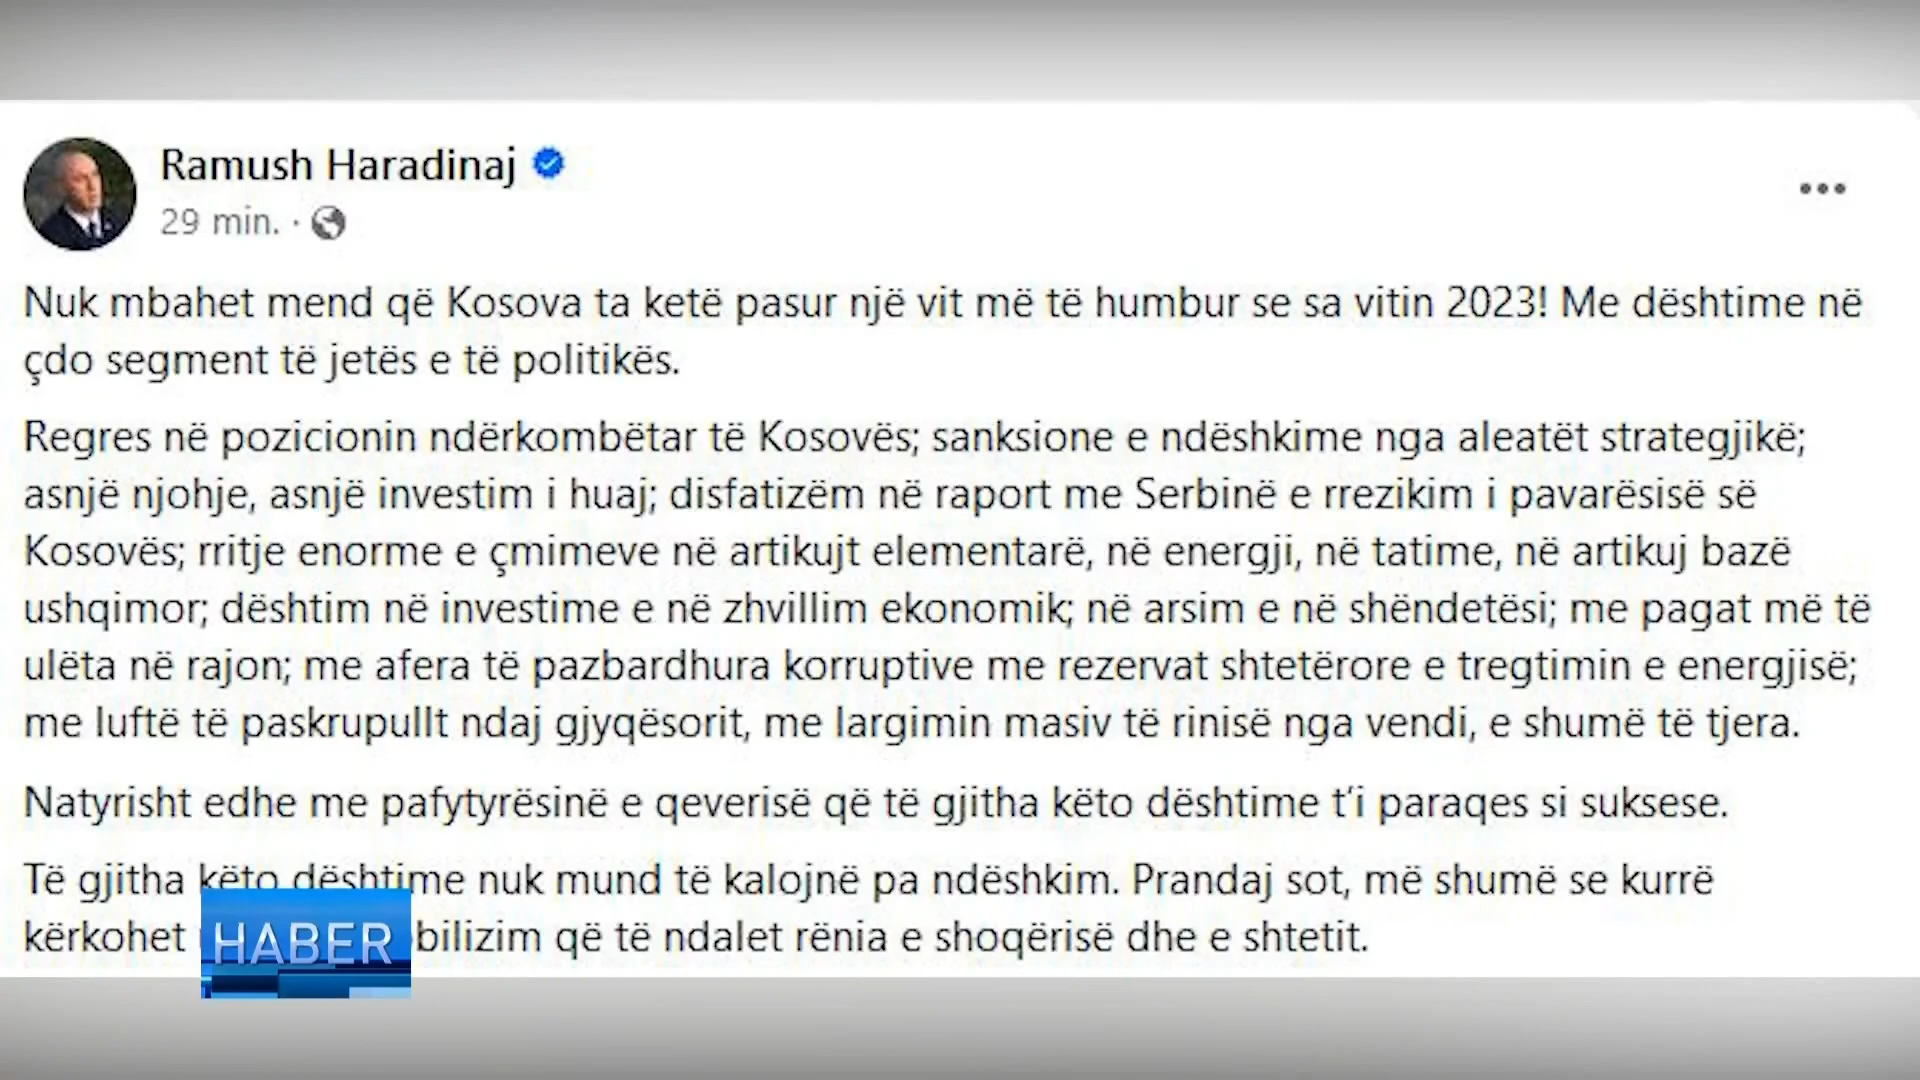 Ramush Haradinaj
29 min. ·
Nuk mbahet mend që Kosova ta ketë pasur një vit më të humbur se sa vitin 2023! Me dështime në
çdo segment të jetës e të politikës.
Regres në pozicionin ndërkombëtar të Kosovës; sanksione e ndëshkime nga aleatët strategjikë;
asnjë njohje, asnjë investim i huaj; disfatizëm në raport me Serbinë e rrezikim i pavarësisë së
Kosovës; rritje enorme e çmimeve në artikujt elementarë, në energji, në tatime, në artikuj bazë
ushqimor; dështim në investime e në zhvillim ekonomik; në arsim e në shëndetësi; me pagat më të
ulëta në rajon; me afera të pazbardhura korruptive me rezervat shtetërore e tregtimin e energjisë;
me luftë të paskrupullt ndaj gjyqësorit, me largimin masiv të rinisë nga vendi, e shumë të tjera.
Natyrisht edhe me pafytyrësinë e qeverisë që të gjitha këto dështime t'i paraqes si suksese.
Të gjitha këto dështime nuk mund të kalojnë pa ndëshkim. Prandaj sot, më shumë se kurrë
kërkohet bilizim që të ndalet rënia e shoqërisë dhe e shtetit.
HABER